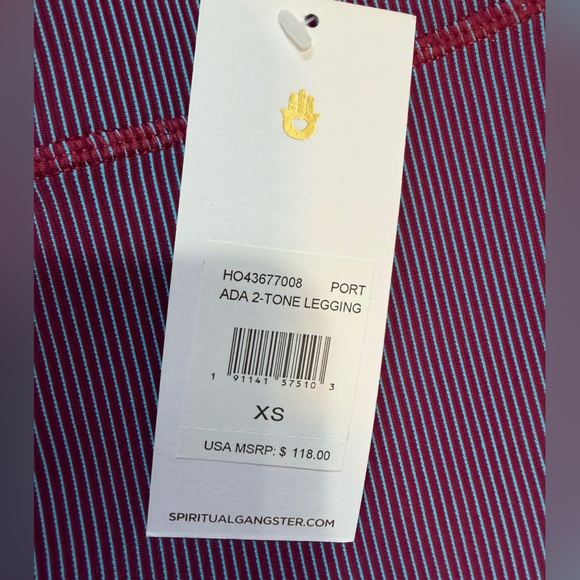 HO43677008 PORT
ADA 2-TONE LEGGING
1 91141 57510 3
XS
USA MSRP: $ 118.00
SPIRITUALGANGSTER.COM